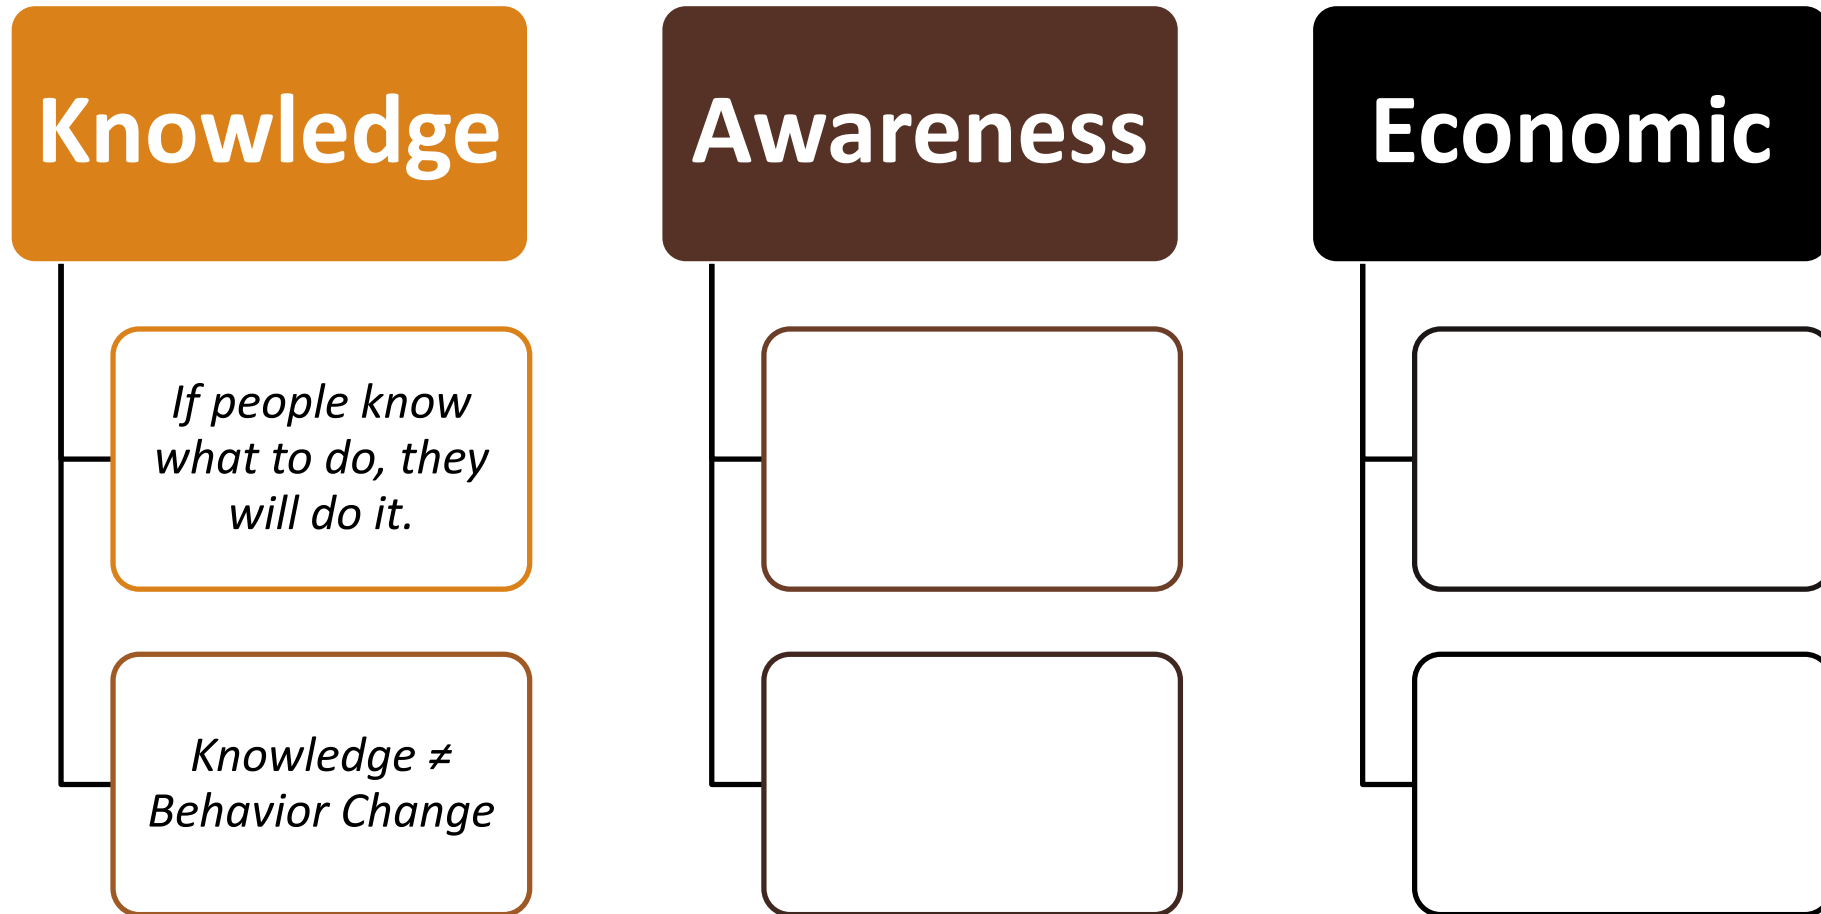 Knowledge
Awareness
Economic
If people know
what to do, they
will do it.
Knowledge ≠
Behavior Change